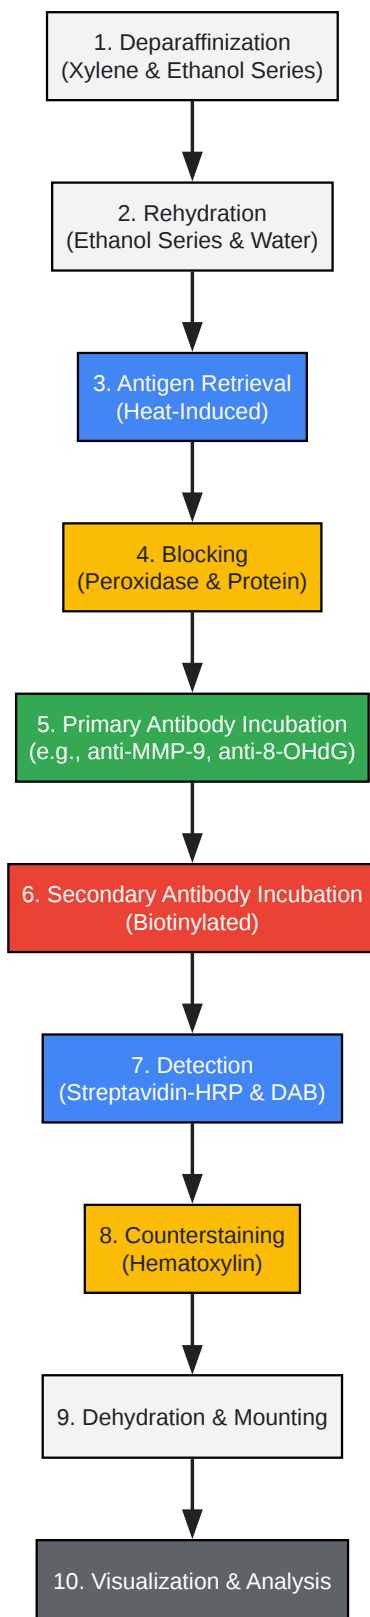 1. Deparaffinization
(Xylene & Ethanol Series)
2. Rehydration
(Ethanol Series & Water)
3. Antigen Retrieval
(Heat-Induced)
4. Blocking
(Peroxidase & Protein)
5. Primary Antibody Incubation
(e.g., anti-MMP-9, anti-8-OHdG)
6. Secondary Antibody Incubation
(Biotinylated)
7. Detection
(Streptavidin-HRP & DAB)
8. Counterstaining
(Hematoxylin)
9. Dehydration & Mounting
10. Visualization & Analysis